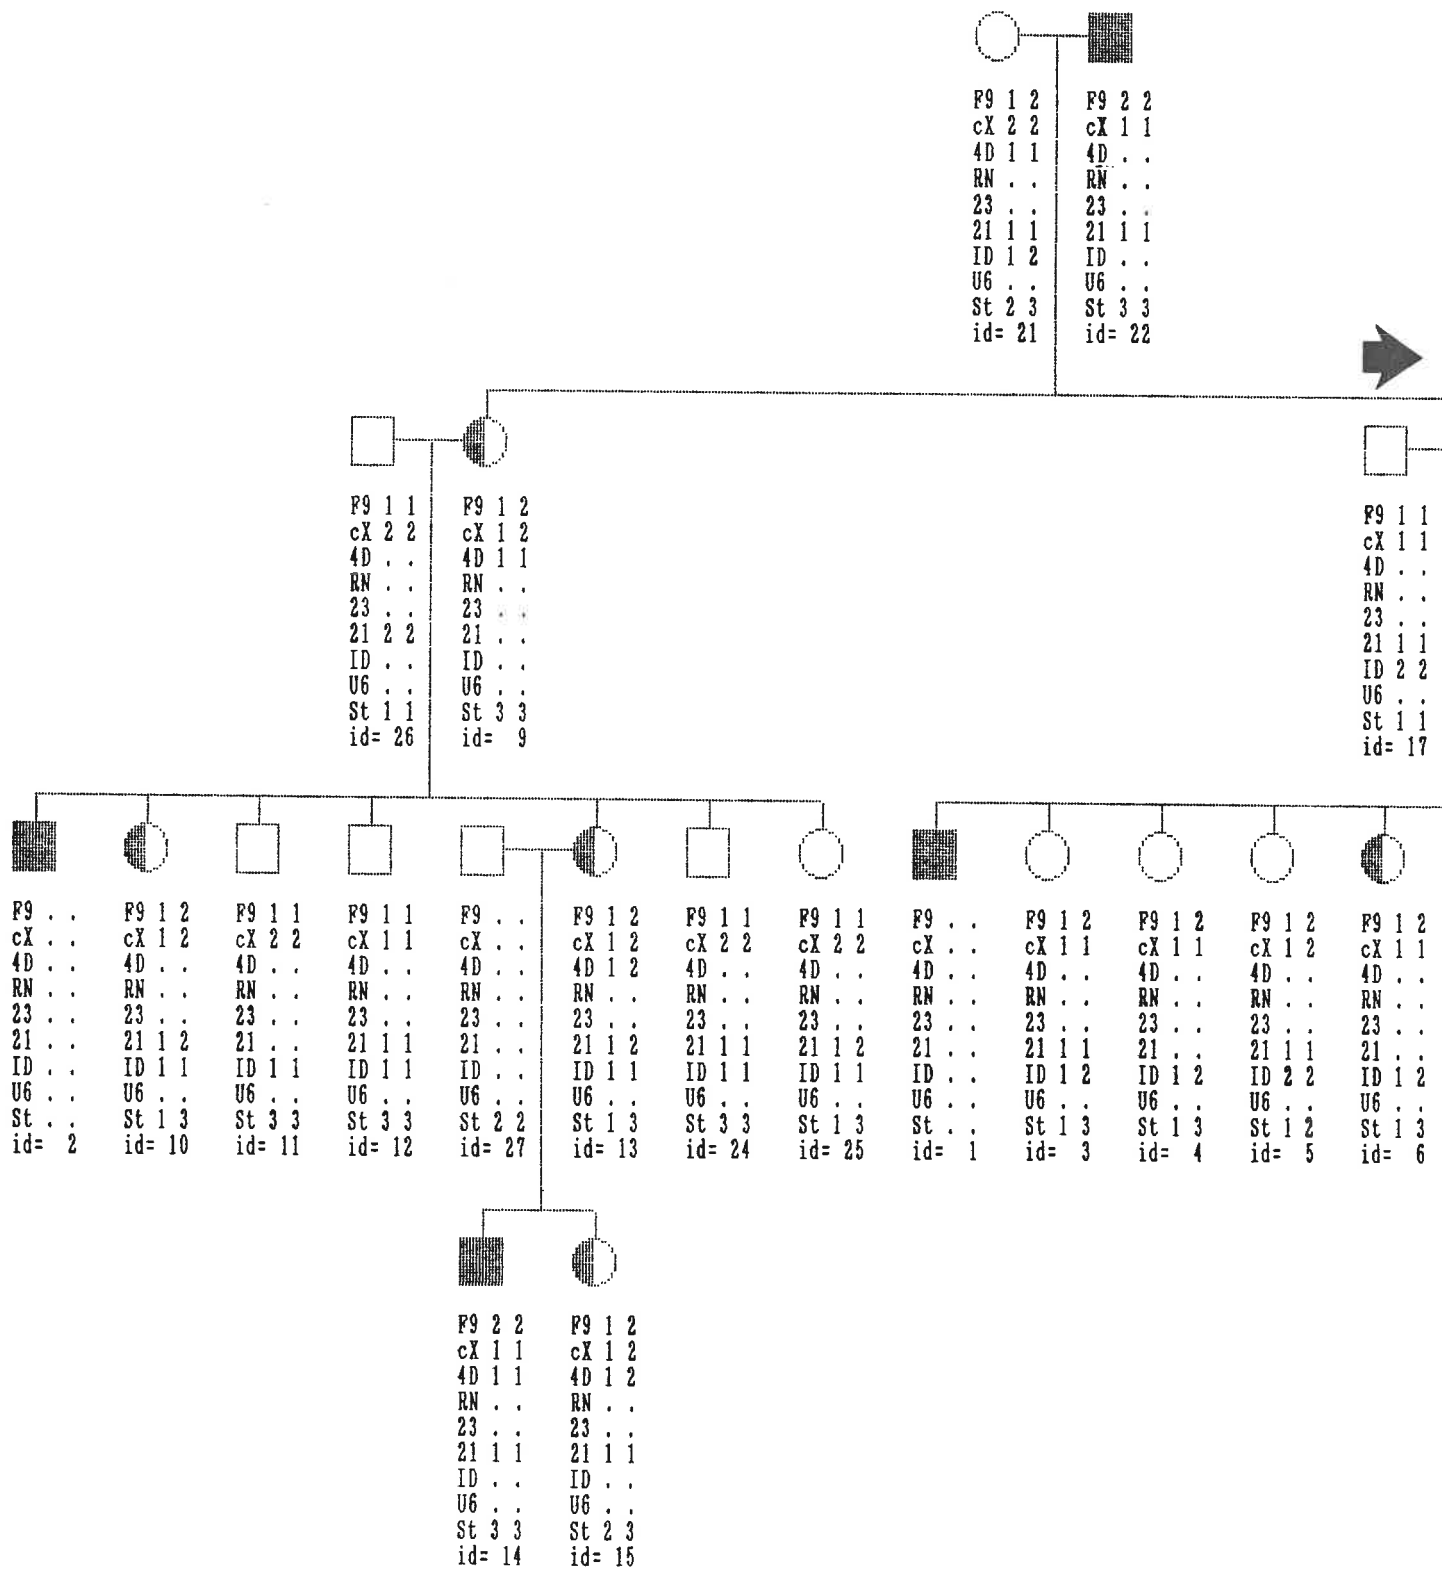 F9 1 2
cX 2 2
4D 1 1
RN . .
23 . .
21 1 1
ID 1 2
U6 . .
St 2 3
id= 21
F9 2 2
cX 1 1
4D . .
RN . .
23 . .
21 1 1
ID . .
U6 . .
St 3 3
id= 22
F9 1 1
cX 2 2
4D . .
RN . .
23 . .
21 2 2
ID . .
U6 . .
St 1 1
id= 26
F9 1 2
cX 1 2
4D 1 1
RN . .
23 . .
21 . .
ID . .
U6 . .
St 3 3
id= 9
F9 1 1
cX 1 1
4D . .
RN . .
23 . .
21 1 1
ID 2 2
U6 . .
St 1 1
id= 17
F9 . .
cX . .
4D . .
RN . .
23 . .
21 . .
ID . .
U6 . .
St . .
id= 2
F9 1 2
cX 1 2
4D . .
RN . .
23 . .
21 1 2
ID 1 1
U6 . .
St 1 3
id= 10
F9 1 1
cX 2 2
4D . .
RN . .
23 . .
21 . .
ID 1 1
U6 . .
St 3 3
id= 11
F9 1 1
cX 1 1
4D . .
RN . .
23 . .
21 1 1
ID 1 1
U6 . .
St 3 3
id= 12
F9 . .
cX . .
4D . .
RN . .
23 . .
21 . .
ID . .
U6 . .
St 2 2
id= 27
F9 1 2
cX 1 2
4D 1 2
RN . .
23 . .
21 1 2
ID 1 1
U6 . .
St 1 3
id= 13
F9 1 1
cX 2 2
4D . .
RN . .
23 . .
21 1 1
ID 1 1
U6 . .
St 3 3
id= 24
F9 1 1
cX 2 2
4D . .
RN . .
23 . .
21 1 2
ID 1 1
U6 . .
St 1 3
id= 25
F9 . .
cX . .
4D . .
RN . .
23 . .
21 . .
ID . .
U6 . .
St . .
id= 1
F9 1 2
cX 1 1
4D . .
RN . .
23 . .
21 1 1
ID 1 2
U6 . .
St 1 3
id= 3
F9 1 2
cX 1 1
4D . .
RN . .
23 . .
21 . .
ID 1 2
U6 . .
St 1 3
id= 4
F9 1 2
cX 1 2
4D . .
RN . .
23 . .
21 1 1
ID 2 2
U6 . .
St 1 2
id= 5
F9 1 2
cX 1 1
4D . .
RN . .
23 . .
21 . .
ID 1 2
U6 . .
St 1 3
id= 6
F9 2 2
cX 1 1
4D 1 1
RN . .
23 . .
21 1 1
ID . .
U6 . .
St 3 3
id= 14
F9 1 2
cX 1 2
4D 1 2
RN . .
23 . .
21 1 1
ID . .
U6 . .
St 2 3
id= 15